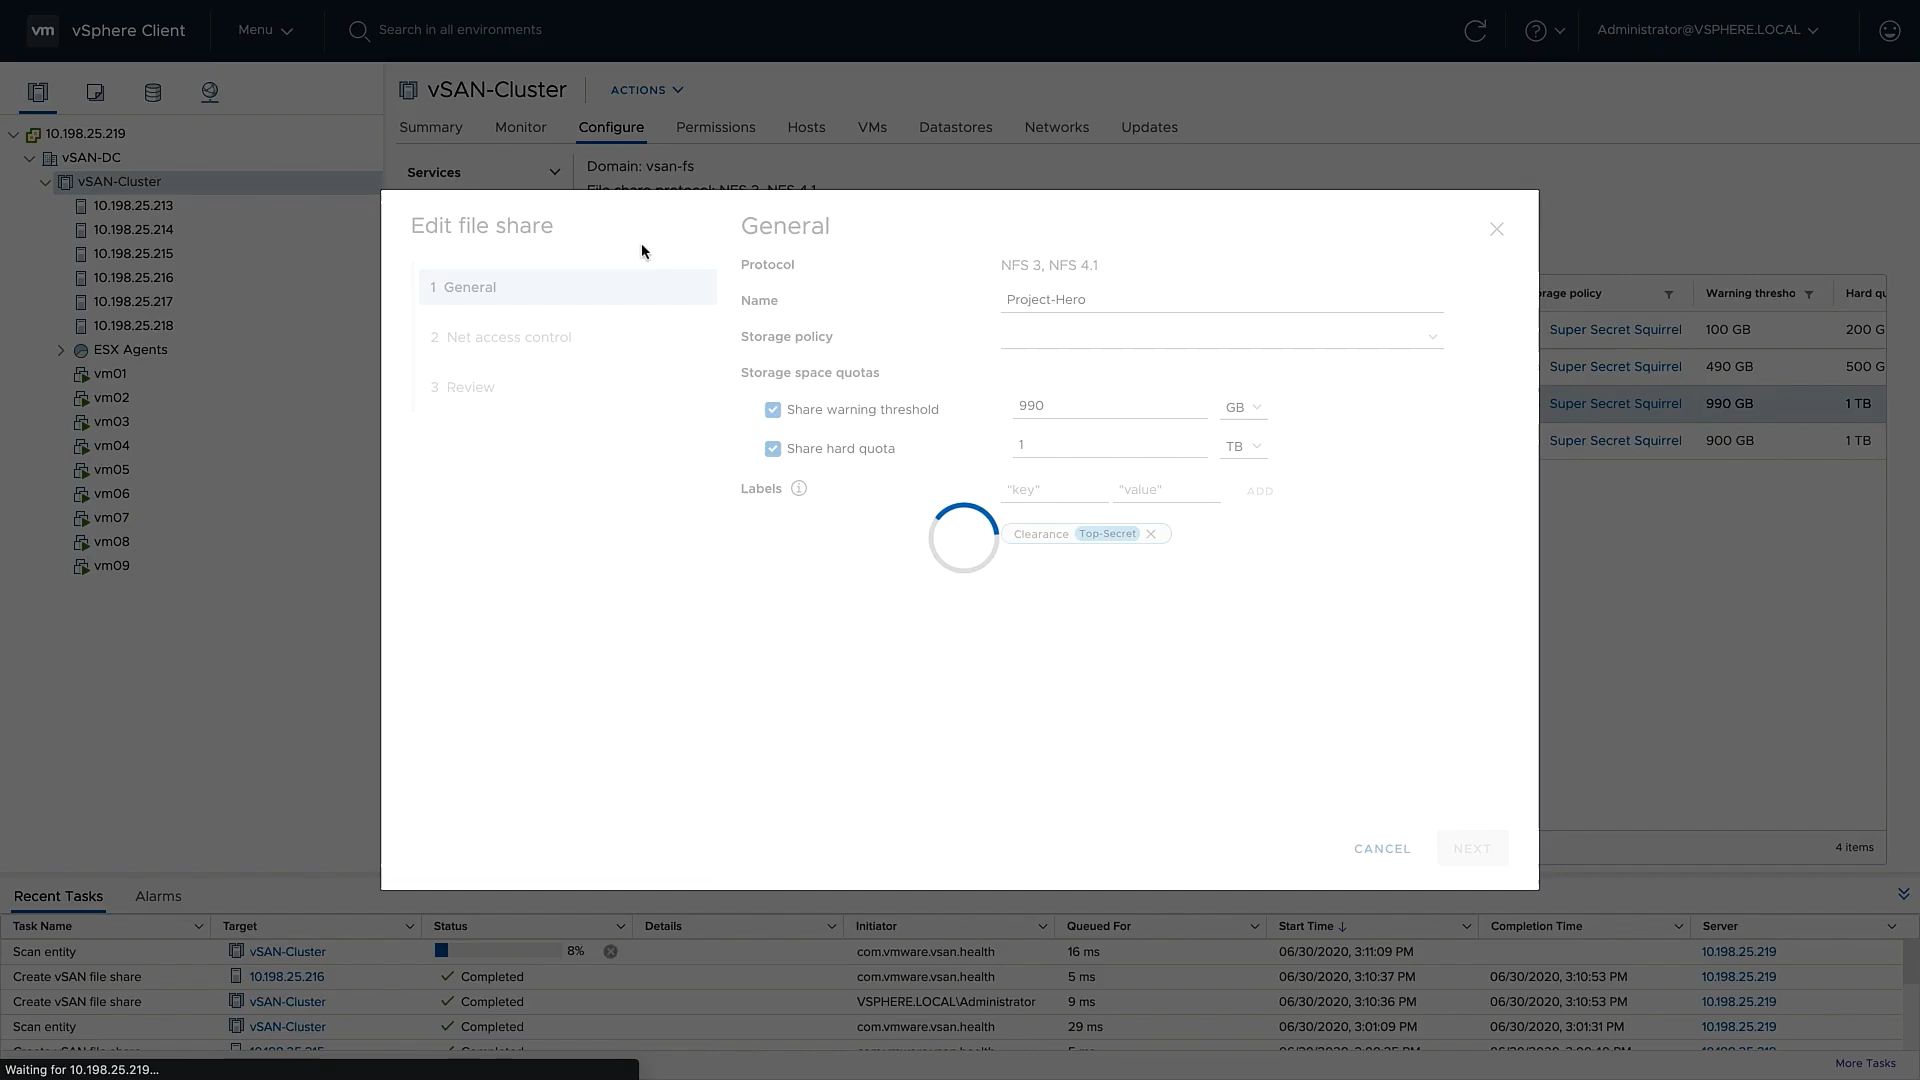 vm vSphere Client Menu Search in all environments Administrator@VSPHERE.LOCAL
vSAN-Cluster ACTIONS
Summary Monitor Configure Permissions Hosts VMs Datastores Networks Updates
10.198.25.219
vSAN-DC
vSAN-Cluster
10.198.25.213
10.198.25.214
10.198.25.215
10.198.25.216
10.198.25.217
10.198.25.218
ESX Agents
vm01
vm02
vm03
vm04
vm05
vm06
vm07
vm08
vm09
Services
Domain: vsan-fs
File share protocol: NFS 3, NFS 4.1
Edit file share
1 General
2 Net access control
3 Review
General
Protocol NFS 3, NFS 4.1
Name Project-Hero
Storage policy
Storage space quotas
Share warning threshold 990 GB
Share hard quota 1 TB
Labels "key" "value" ADD
Clearance Top-Secret
CANCEL NEXT
rage policy Warning thresho Hard qu
Super Secret Squirrel 100 GB 200 G
Super Secret Squirrel 490 GB 500 G
Super Secret Squirrel 990 GB 1 TB
Super Secret Squirrel 900 GB 1 TB
4 items
Recent Tasks Alarms
Task Name Target Status Details Initiator Queued For Start Time Completion Time Server
Scan entity vSAN-Cluster 8% com.vmware.vsan.health 16 ms 06/30/2020, 3:11:09 PM 10.198.25.219
Create vSAN file share 10.198.25.216 Completed com.vmware.vsan.health 5 ms 06/30/2020, 3:10:37 PM 06/30/2020, 3:10:53 PM 10.198.25.219
Create vSAN file share vSAN-Cluster Completed VSPHERE.LOCAL\Administrator 9 ms 06/30/2020, 3:10:36 PM 06/30/2020, 3:10:53 PM 10.198.25.219
Scan entity vSAN-Cluster Completed com.vmware.vsan.health 29 ms 06/30/2020, 3:01:09 PM 06/30/2020, 3:01:31 PM 10.198.25.219
More Tasks
Waiting for 10.198.25.219...